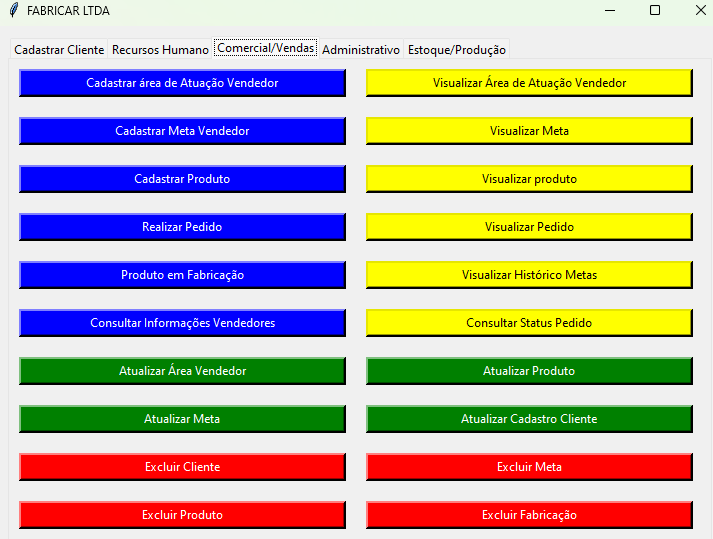 FABRICAR LTDA
Cadastrar Cliente Recursos Humano Comercial/Vendas Administrativo Estoque/Produção
Cadastrar área de Atuação Vendedor Visualizar Área de Atuação Vendedor
Cadastrar Meta Vendedor Visualizar Meta
Cadastrar Produto Visualizar produto
Realizar Pedido Visualizar Pedido
Produto em Fabricação Visualizar Histórico Metas
Consultar Informações Vendedores Consultar Status Pedido
Atualizar Área Vendedor Atualizar Produto
Atualizar Meta Atualizar Cadastro Cliente
Excluir Cliente Excluir Meta
Excluir Produto Excluir Fabricação